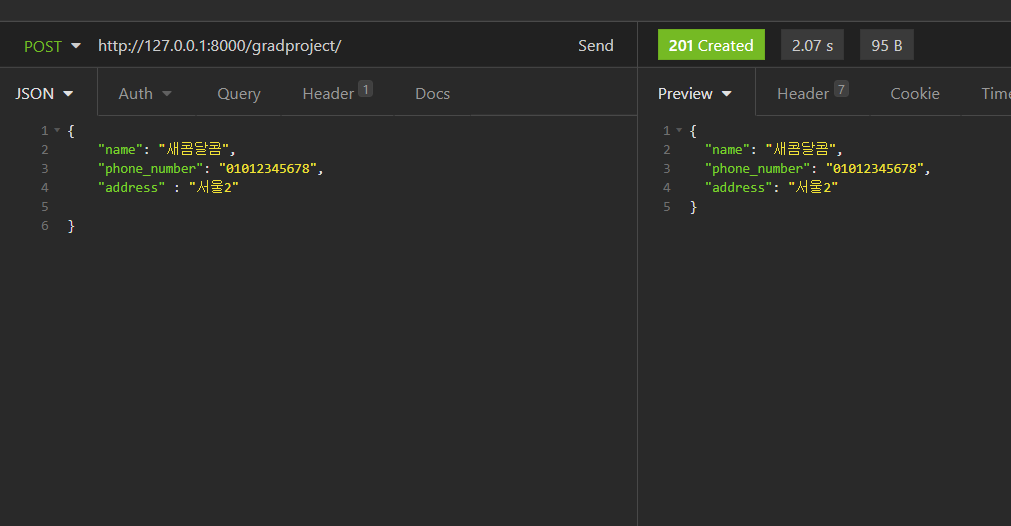 POST http://127.0.0.1:8000/gradproject/ Send 201 Created 2.07 s 95 B
JSON Auth Query Header 1 Docs Preview Header 7 Cookie Time
1 {
2 "name": "새콤달콤",
3 "phone_number": "01012345678",
4 "address" : "서울2"
5
6 }
1 {
2 "name": "새콤달콤",
3 "phone_number": "01012345678",
4 "address": "서울2"
5 }